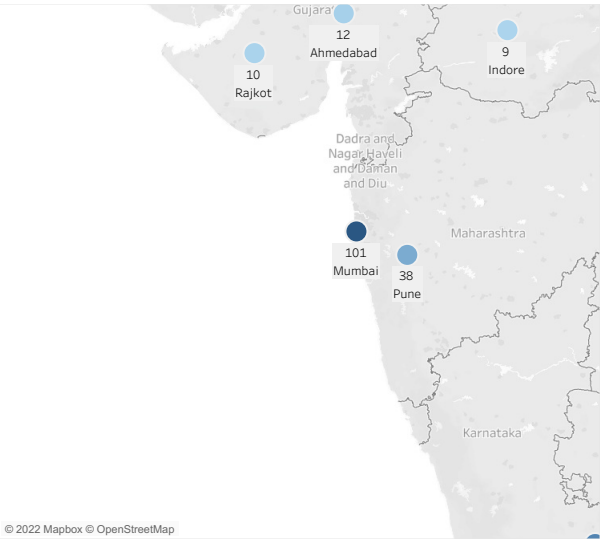 Gujarat
12
Ahmedabad
9
Indore
10
Rajkot
Dadra and
Nagar Haveli
and Daman
and Diu
Maharashtra
101
Mumbai
38
Pune
Karnataka
© 2022 Mapbox © OpenStreetMap